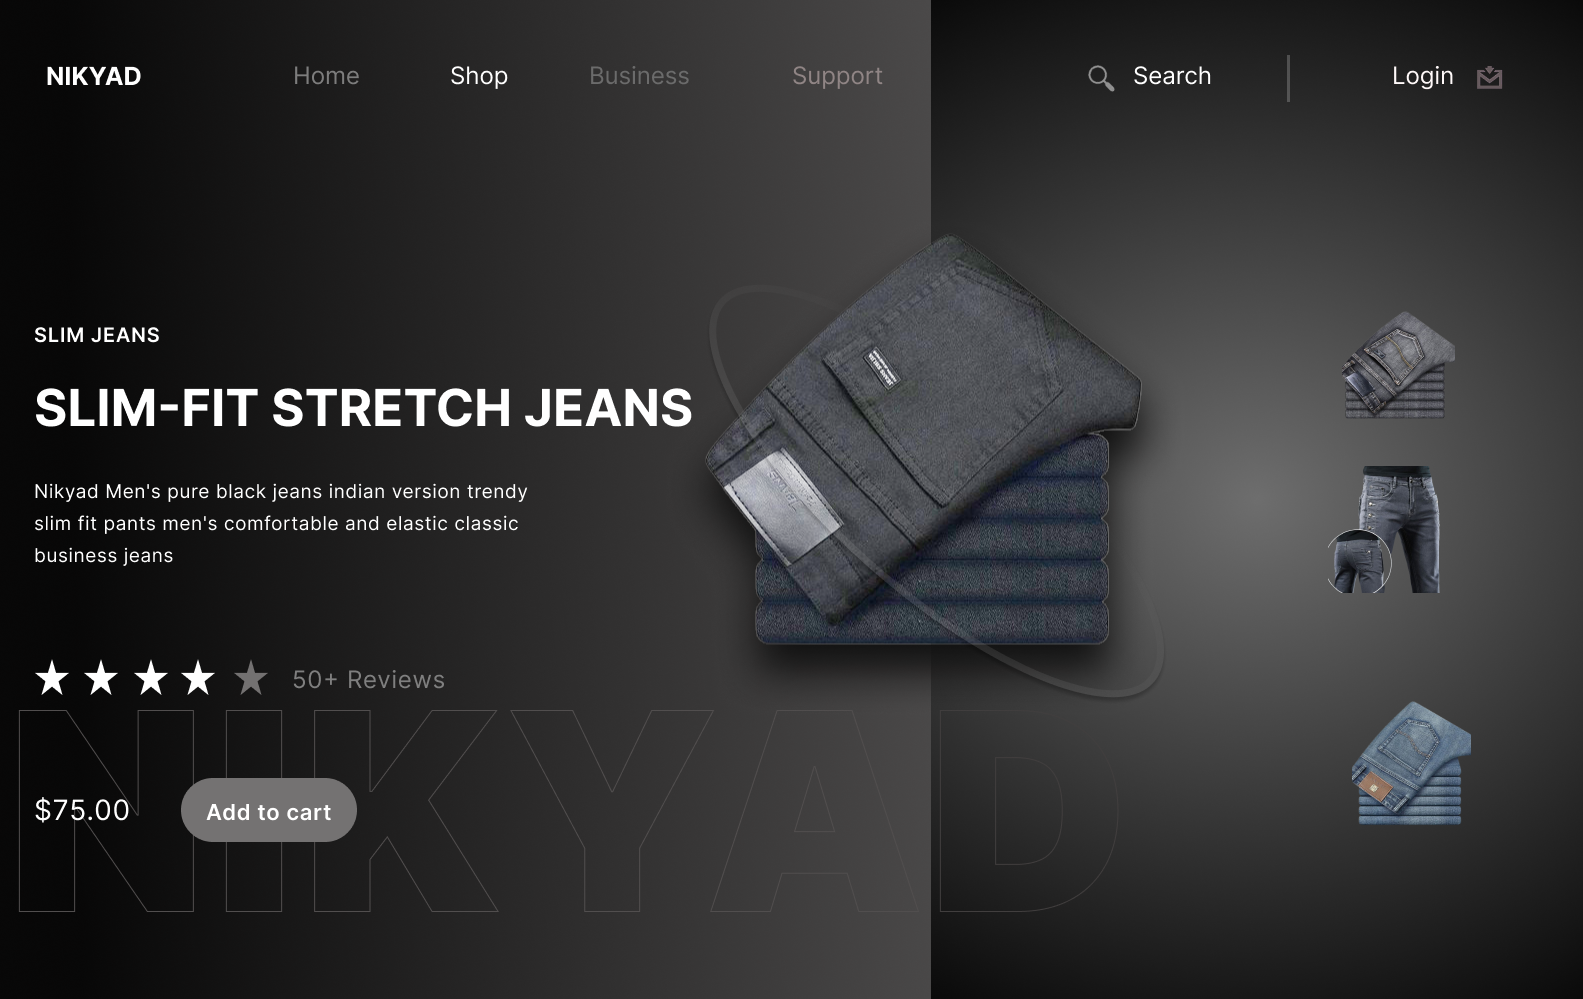 NIKYAD
Home
Shop
Business
Support
Search
Login
SLIM JEANS
SLIM-FIT STRETCH JEANS
Nikyad Men's pure black jeans indian version trendy
slim fit pants men's comfortable and elastic classic
business jeans
50+ Reviews
NIKYAD
$75.00
Add to cart